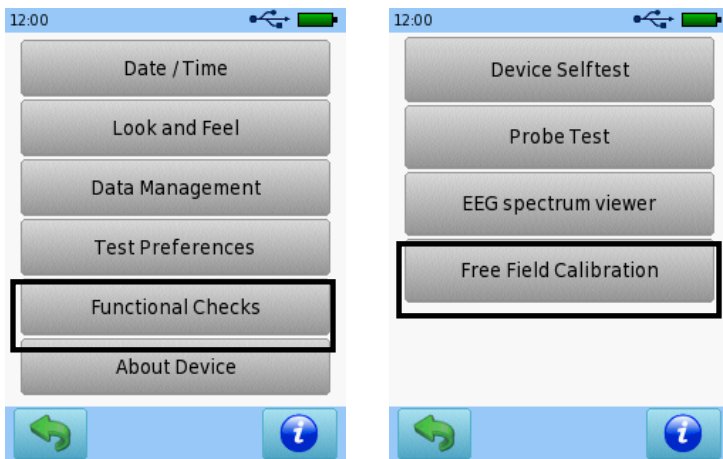 12:00
Date / Time
Look and Feel
Data Management
Test Preferences
Functional Checks
About Device
i
12:00
Device Selftest
Probe Test
EEG spectrum viewer
Free Field Calibration
i